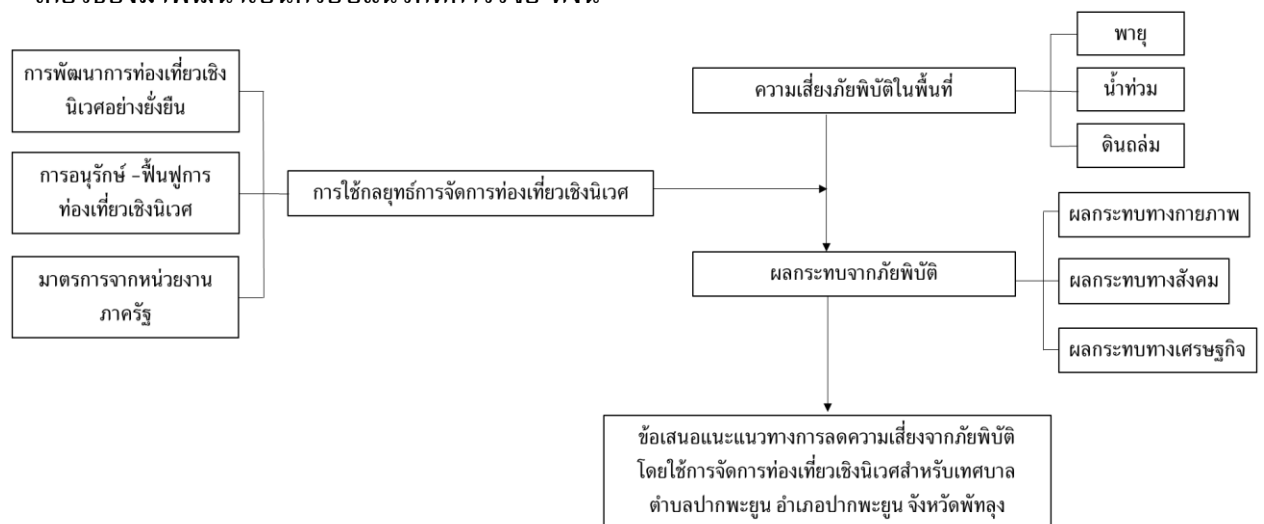 การพัฒนาการท่องเที่ยวเชิง
นิเวศอย่างยั่งยืน
การอนุรักษ์ -ฟื้นฟูการ
ท่องเที่ยวเชิงนิเวศ
มาตรการจากหน่วยงาน
ภาครัฐ
การใช้กลยุทธ์การจัดการท่องเที่ยวเชิงนิเวศ
ความเสี่ยงภัยพิบัติในพื้นที่
พายุ
น้ำท่วม
ดินถล่ม
ผลกระทบจากภัยพิบัติ
ผลกระทบทางกายภาพ
ผลกระทบทางสังคม
ผลกระทบทางเศรษฐกิจ
ข้อเสนอแนะแนวทางการลดความเสี่ยงจากภัยพิบัติ
โดยใช้การจัดการท่องเที่ยวเชิงนิเวศสำหรับเทศบาล
ตำบลปากพะยูน อำเภอปากพะยูน จังหวัดพัทลุง